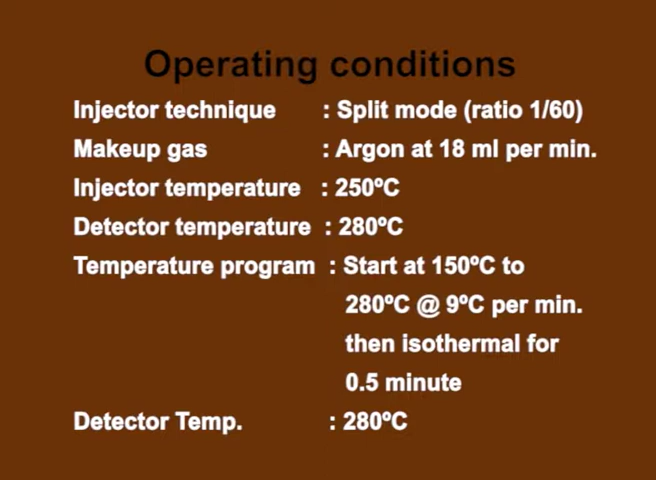 Operating conditions
Injector technique : Split mode (ratio 1/60)
Makeup gas : Argon at 18 ml per min.
Injector temperature : 250ºC
Detector temperature : 280ºC
Temperature program : Start at 150ºC to
280ºC @ 9ºC per min.
then isothermal for
0.5 minute
Detector Temp. : 280ºC